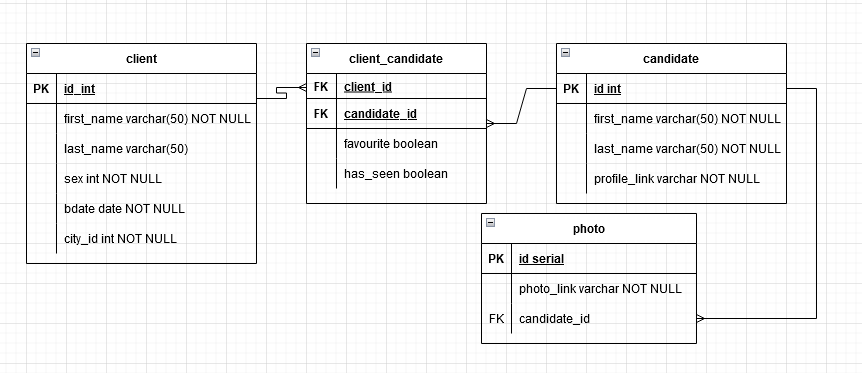 client
PK id_int
first_name varchar(50) NOT NULL
last_name varchar(50)
sex int NOT NULL
bdate date NOT NULL
city_id int NOT NULL
client_candidate
FK client_id
FK candidate_id
favourite boolean
has_seen boolean
candidate
PK id int
first_name varchar(50) NOT NULL
last_name varchar(50) NOT NULL
profile_link varchar NOT NULL
photo
PK id serial
photo_link varchar NOT NULL
FK candidate_id